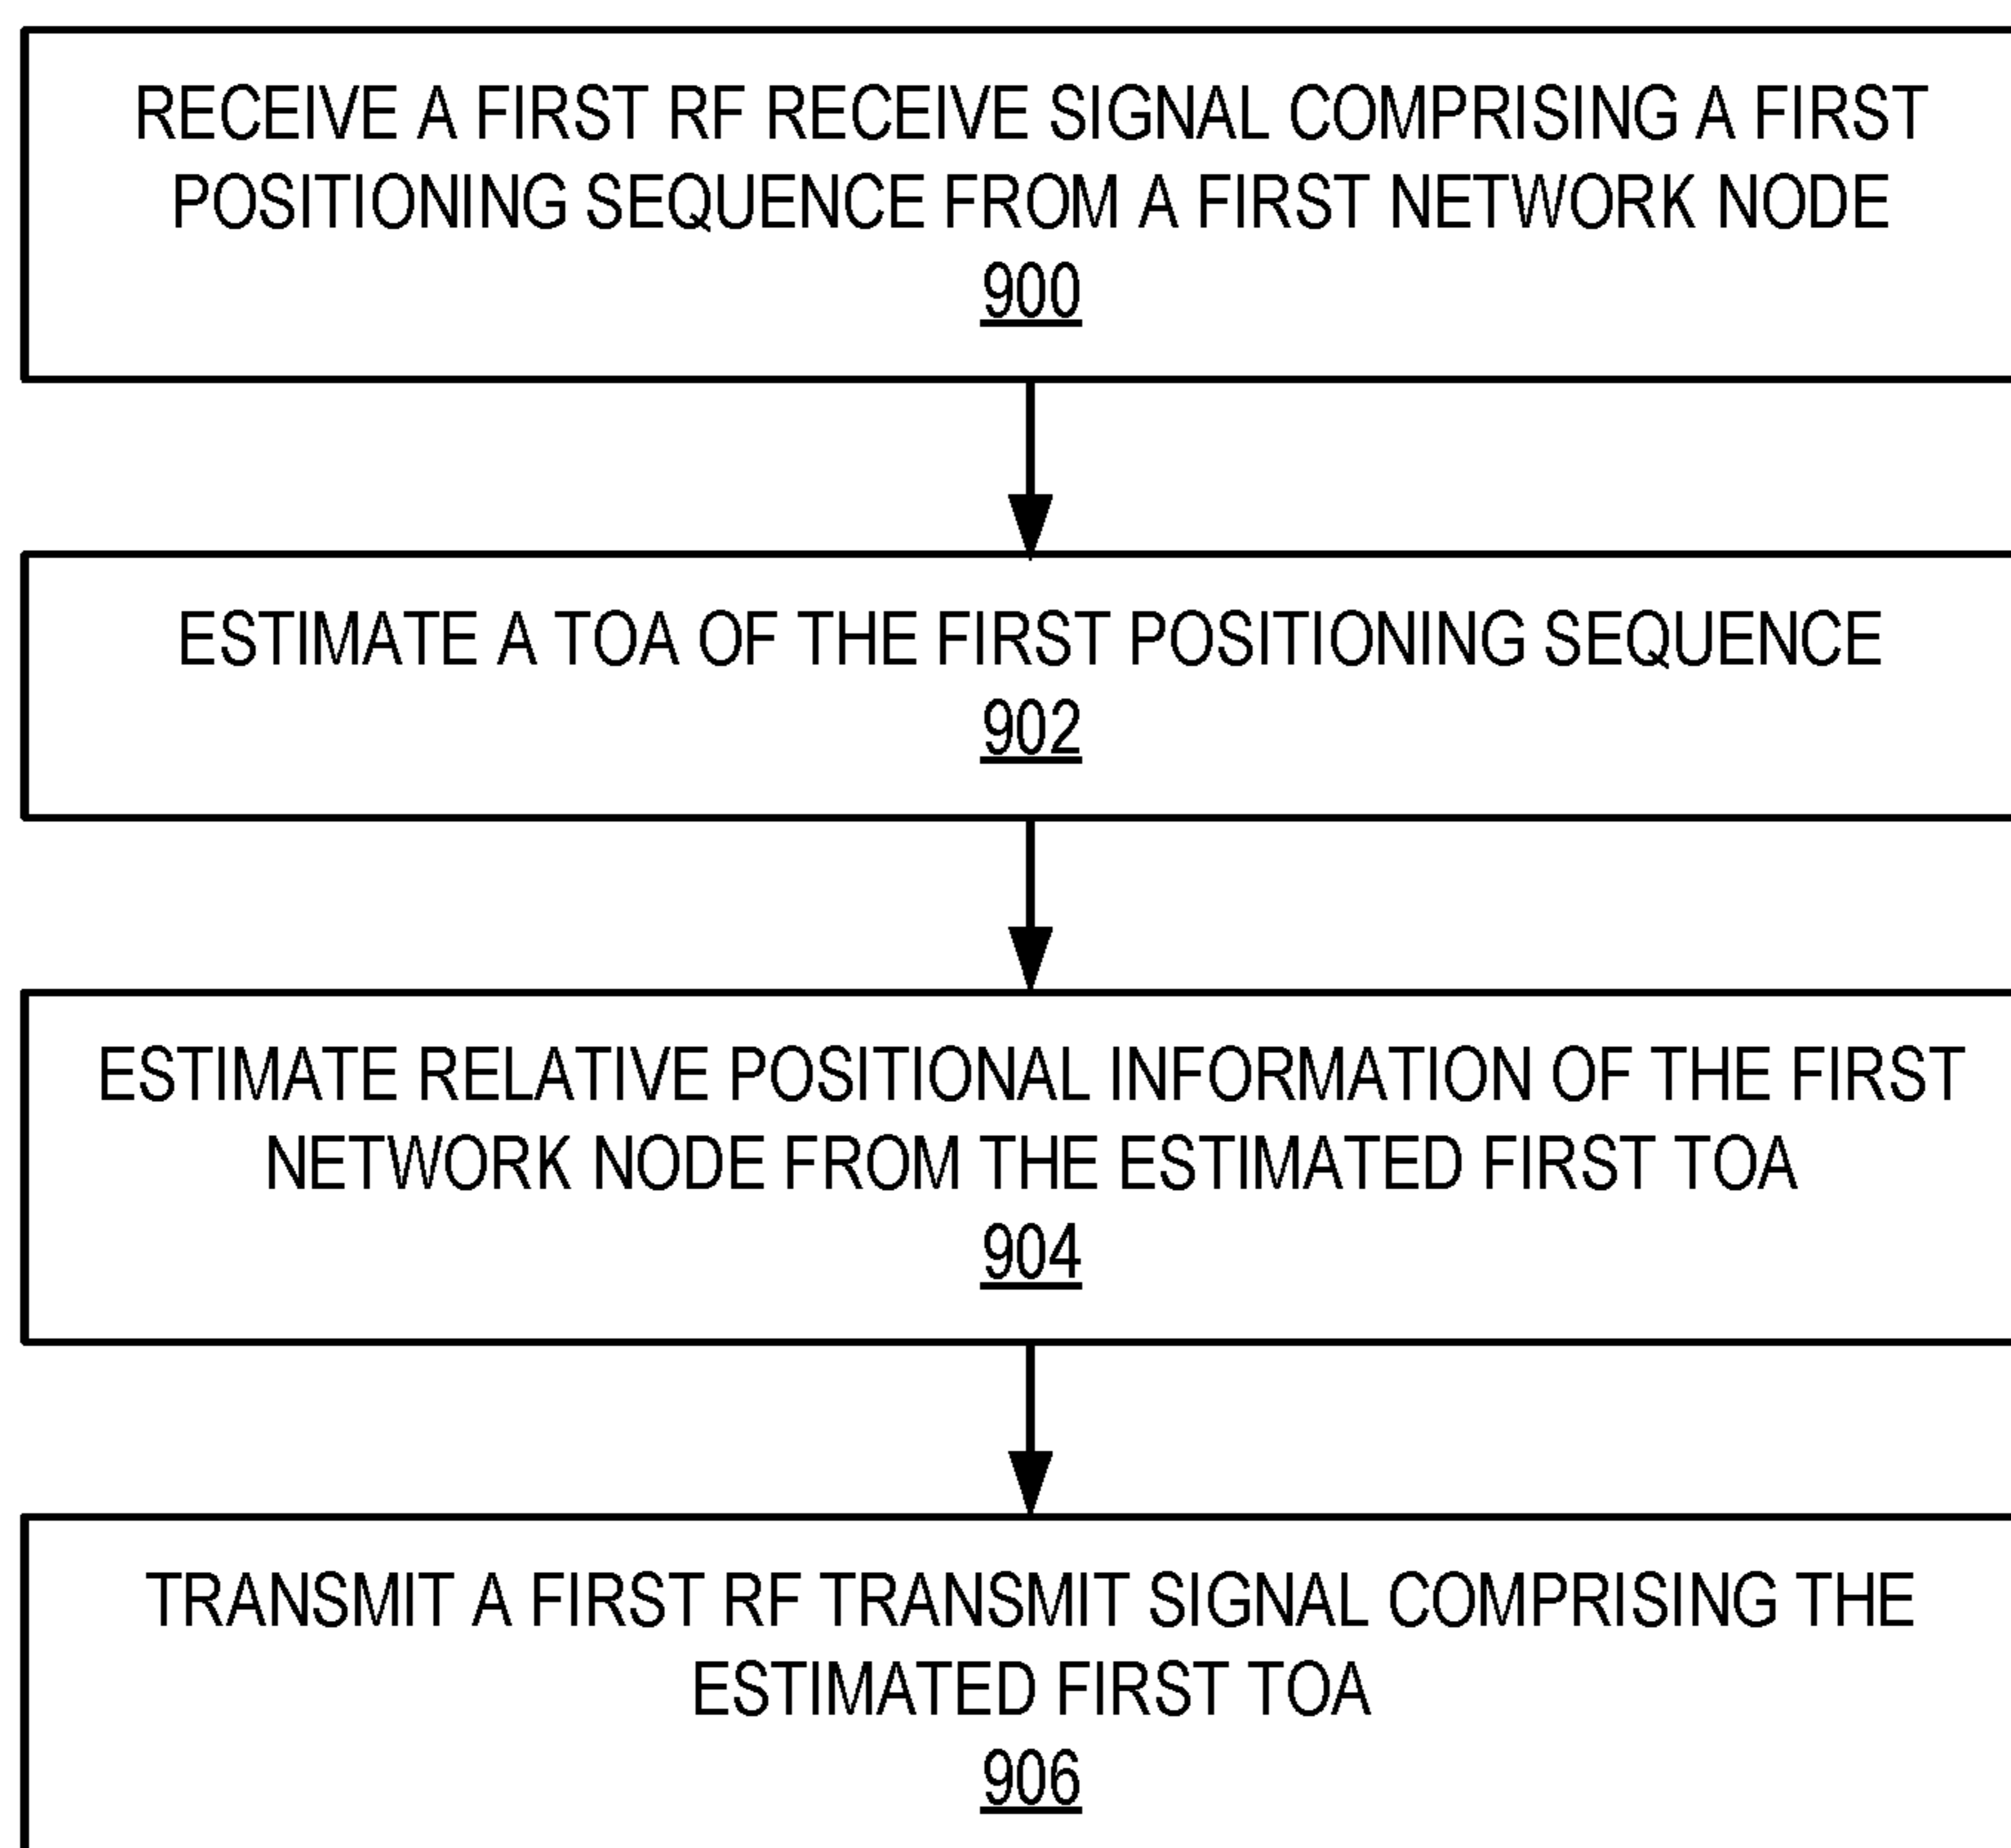 RECEIVE A FIRST RF RECEIVE SIGNAL COMPRISING A FIRST
POSITIONING SEQUENCE FROM A FIRST NETWORK NODE
900
ESTIMATE A TOA OF THE FIRST POSITIONING SEQUENCE
902
ESTIMATE RELATIVE POSITIONAL INFORMATION OF THE FIRST
NETWORK NODE FROM THE ESTIMATED FIRST TOA
904
TRANSMIT A FIRST RF TRANSMIT SIGNAL COMPRISING THE
ESTIMATED FIRST TOA
906